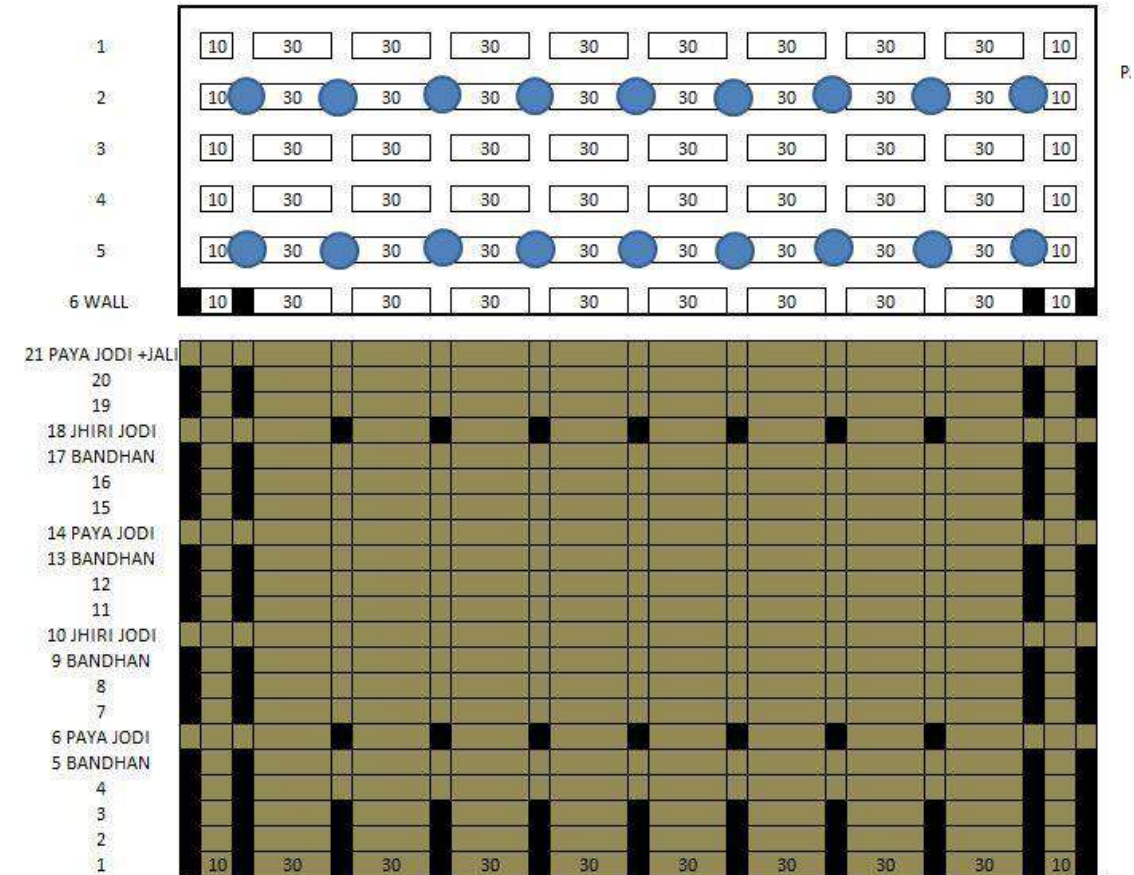 1 10 30 30 30 30 30 30 30 30 10
P
2 10 30 30 30 30 30 30 30 30 10
3 10 30 30 30 30 30 30 30 30 10
4 10 30 30 30 30 30 30 30 30 10
5 10 30 30 30 30 30 30 30 30 10
6 WALL 10 30 30 30 30 30 30 30 30 10
21 PAYA JODI +JALI
20
19
18 JHIRI JODI
17 BANDHAN
16
15
14 PAYA JODI
13 BANDHAN
12
11
10 JHIRI JODI
9 BANDHAN
8
7
6 PAYA JODI
5 BANDHAN
4
3
2
1 10 30 30 30 30 30 30 30 30 10